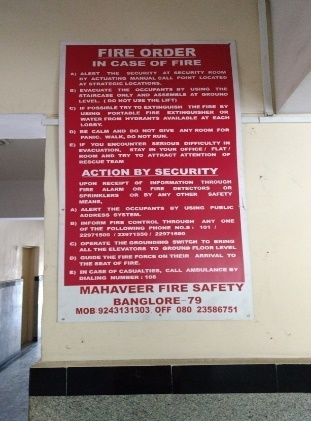 FIRE ORDER
IN CASE OF FIRE
A) ALERT THE SECURITY AT SECURITY ROOM
BY ACTUATING MANUAL CALL POINT LOCATED
AT STRATEGIC LOCATIONS.
B) EVACUATE THE OCCUPANTS BY USING THE
STAIRCASE ONLY AND ASSEMBLE AT GROUND
LEVEL. ( DO NOT USE THE LIFT)
C) IF POSSIBLE TRY TO EXTINGUISH THE FIRE BY
USING PORTABLE FIRE EXTINGUISHER OR
WATER FROM HYDRANTS AVAILABLE AT EACH
LOBBY.
D) BE CALM AND DO NOT GIVE ANY ROOM FOR
PANIC. WALK, DO NOT RUN.
E) IF YOU ENCOUNTER SERIOUS DIFFICULTY IN
EVACUATION, STAY IN YOUR OFFICE / FLAT /
ROOM AND TRY TO ATTRACT ATTENTION OF
RESCUE TEAM
ACTION BY SECURITY
UPON RECEIPT OF INFORMATION THROUGH
FIRE ALARM OR FIRE DETECTORS OR
SPRINKLERS OR BY ANY OTHER SAFETY
MEANS.
A) ALERT THE OCCUPANTS BY USING PUBLIC
ADDRESS SYSTEM.
B) INFORM FIRE CONTROL THROUGH ANY ONE
OF THE FOLLOWING PHONE NO.S : 101 /
22971500 / 22971550 / 22971600
C) OPERATE THE GROUNDING SWITCH TO BRING
ALL THE ELEVATORS TO GROUND FLOOR LEVEL
D) GUIDE THE FIRE FORCE ON THEIR ARRIVAL TO
THE SEAT OF FIRE.
E) IN CASE OF CASUALTIES, CALL AMBULANCE BY
DIALING NUMBER : 108
MAHAVEER FIRE SAFETY
BANGLORE-79
MOB 9243131303 OFF 080 23586751